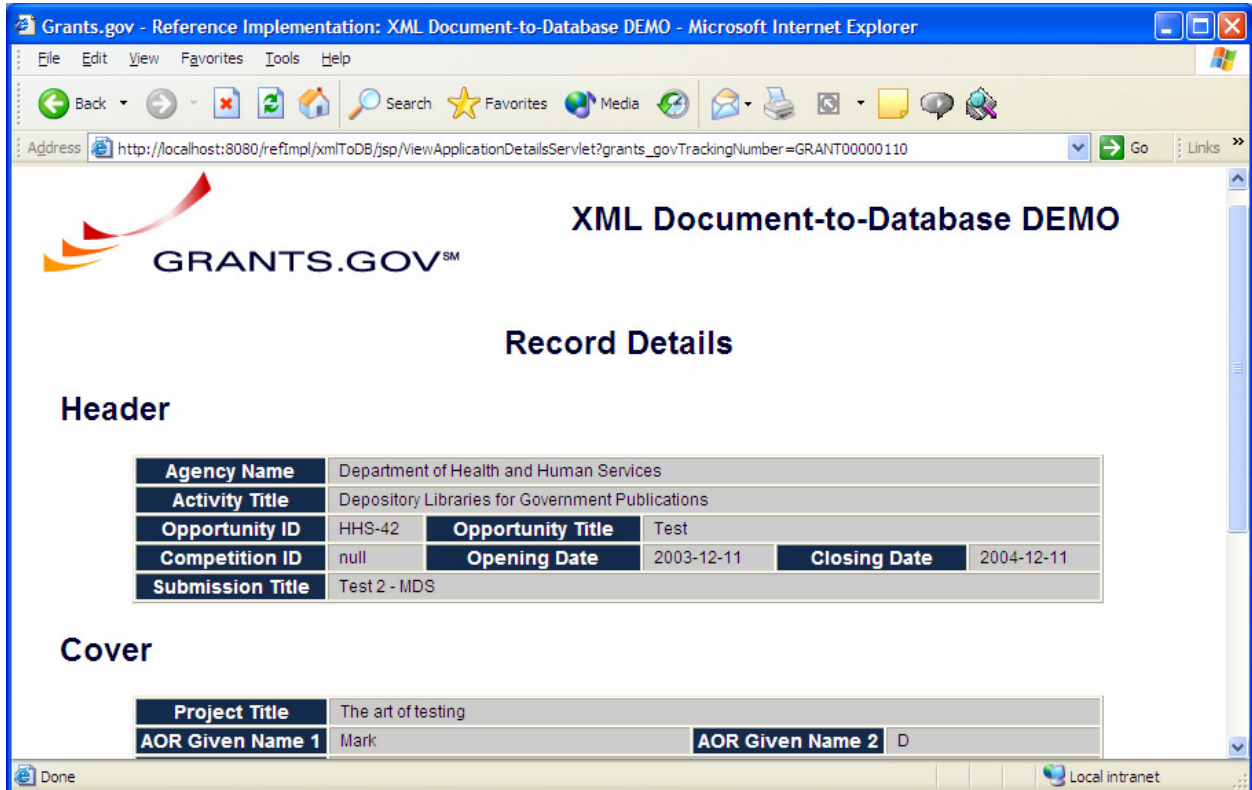 Grants.gov - Reference Implementation: XML Document-to-Database DEMO - Microsoft Internet Explorer
File Edit View Favorites Tools Help
Back Search Favorites Media
Address http://localhost:8080/refImpl/xmlToDB/jsp/ViewApplicationDetailsServlet?grants_govTrackingNumber=GRANT00000110 Go Links »
GRANTS.GOV℠
XML Document-to-Database DEMO
Record Details
Header
Agency Name Department of Health and Human Services
Activity Title Depository Libraries for Government Publications
Opportunity ID HHS-42 Opportunity Title Test
Competition ID null Opening Date 2003-12-11 Closing Date 2004-12-11
Submission Title Test 2 - MDS
Cover
Project Title The art of testing
AOR Given Name 1 Mark AOR Given Name 2 D
Done Local intranet